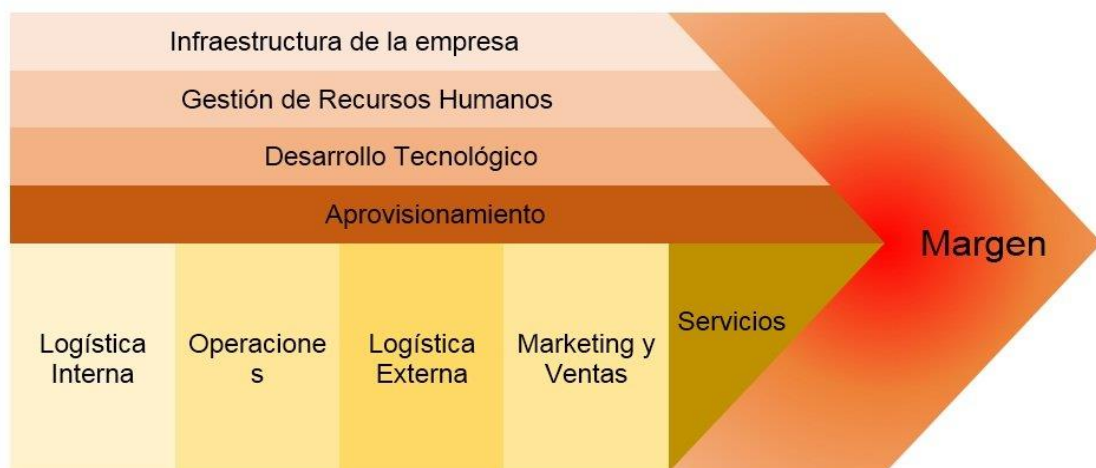 Infraestructura de la empresa
Gestión de Recursos Humanos
Desarrollo Tecnológico
Aprovisionamiento
Margen
Logística
Interna
Operacione
s
Logística
Externa
Marketing y
Ventas
Servicios